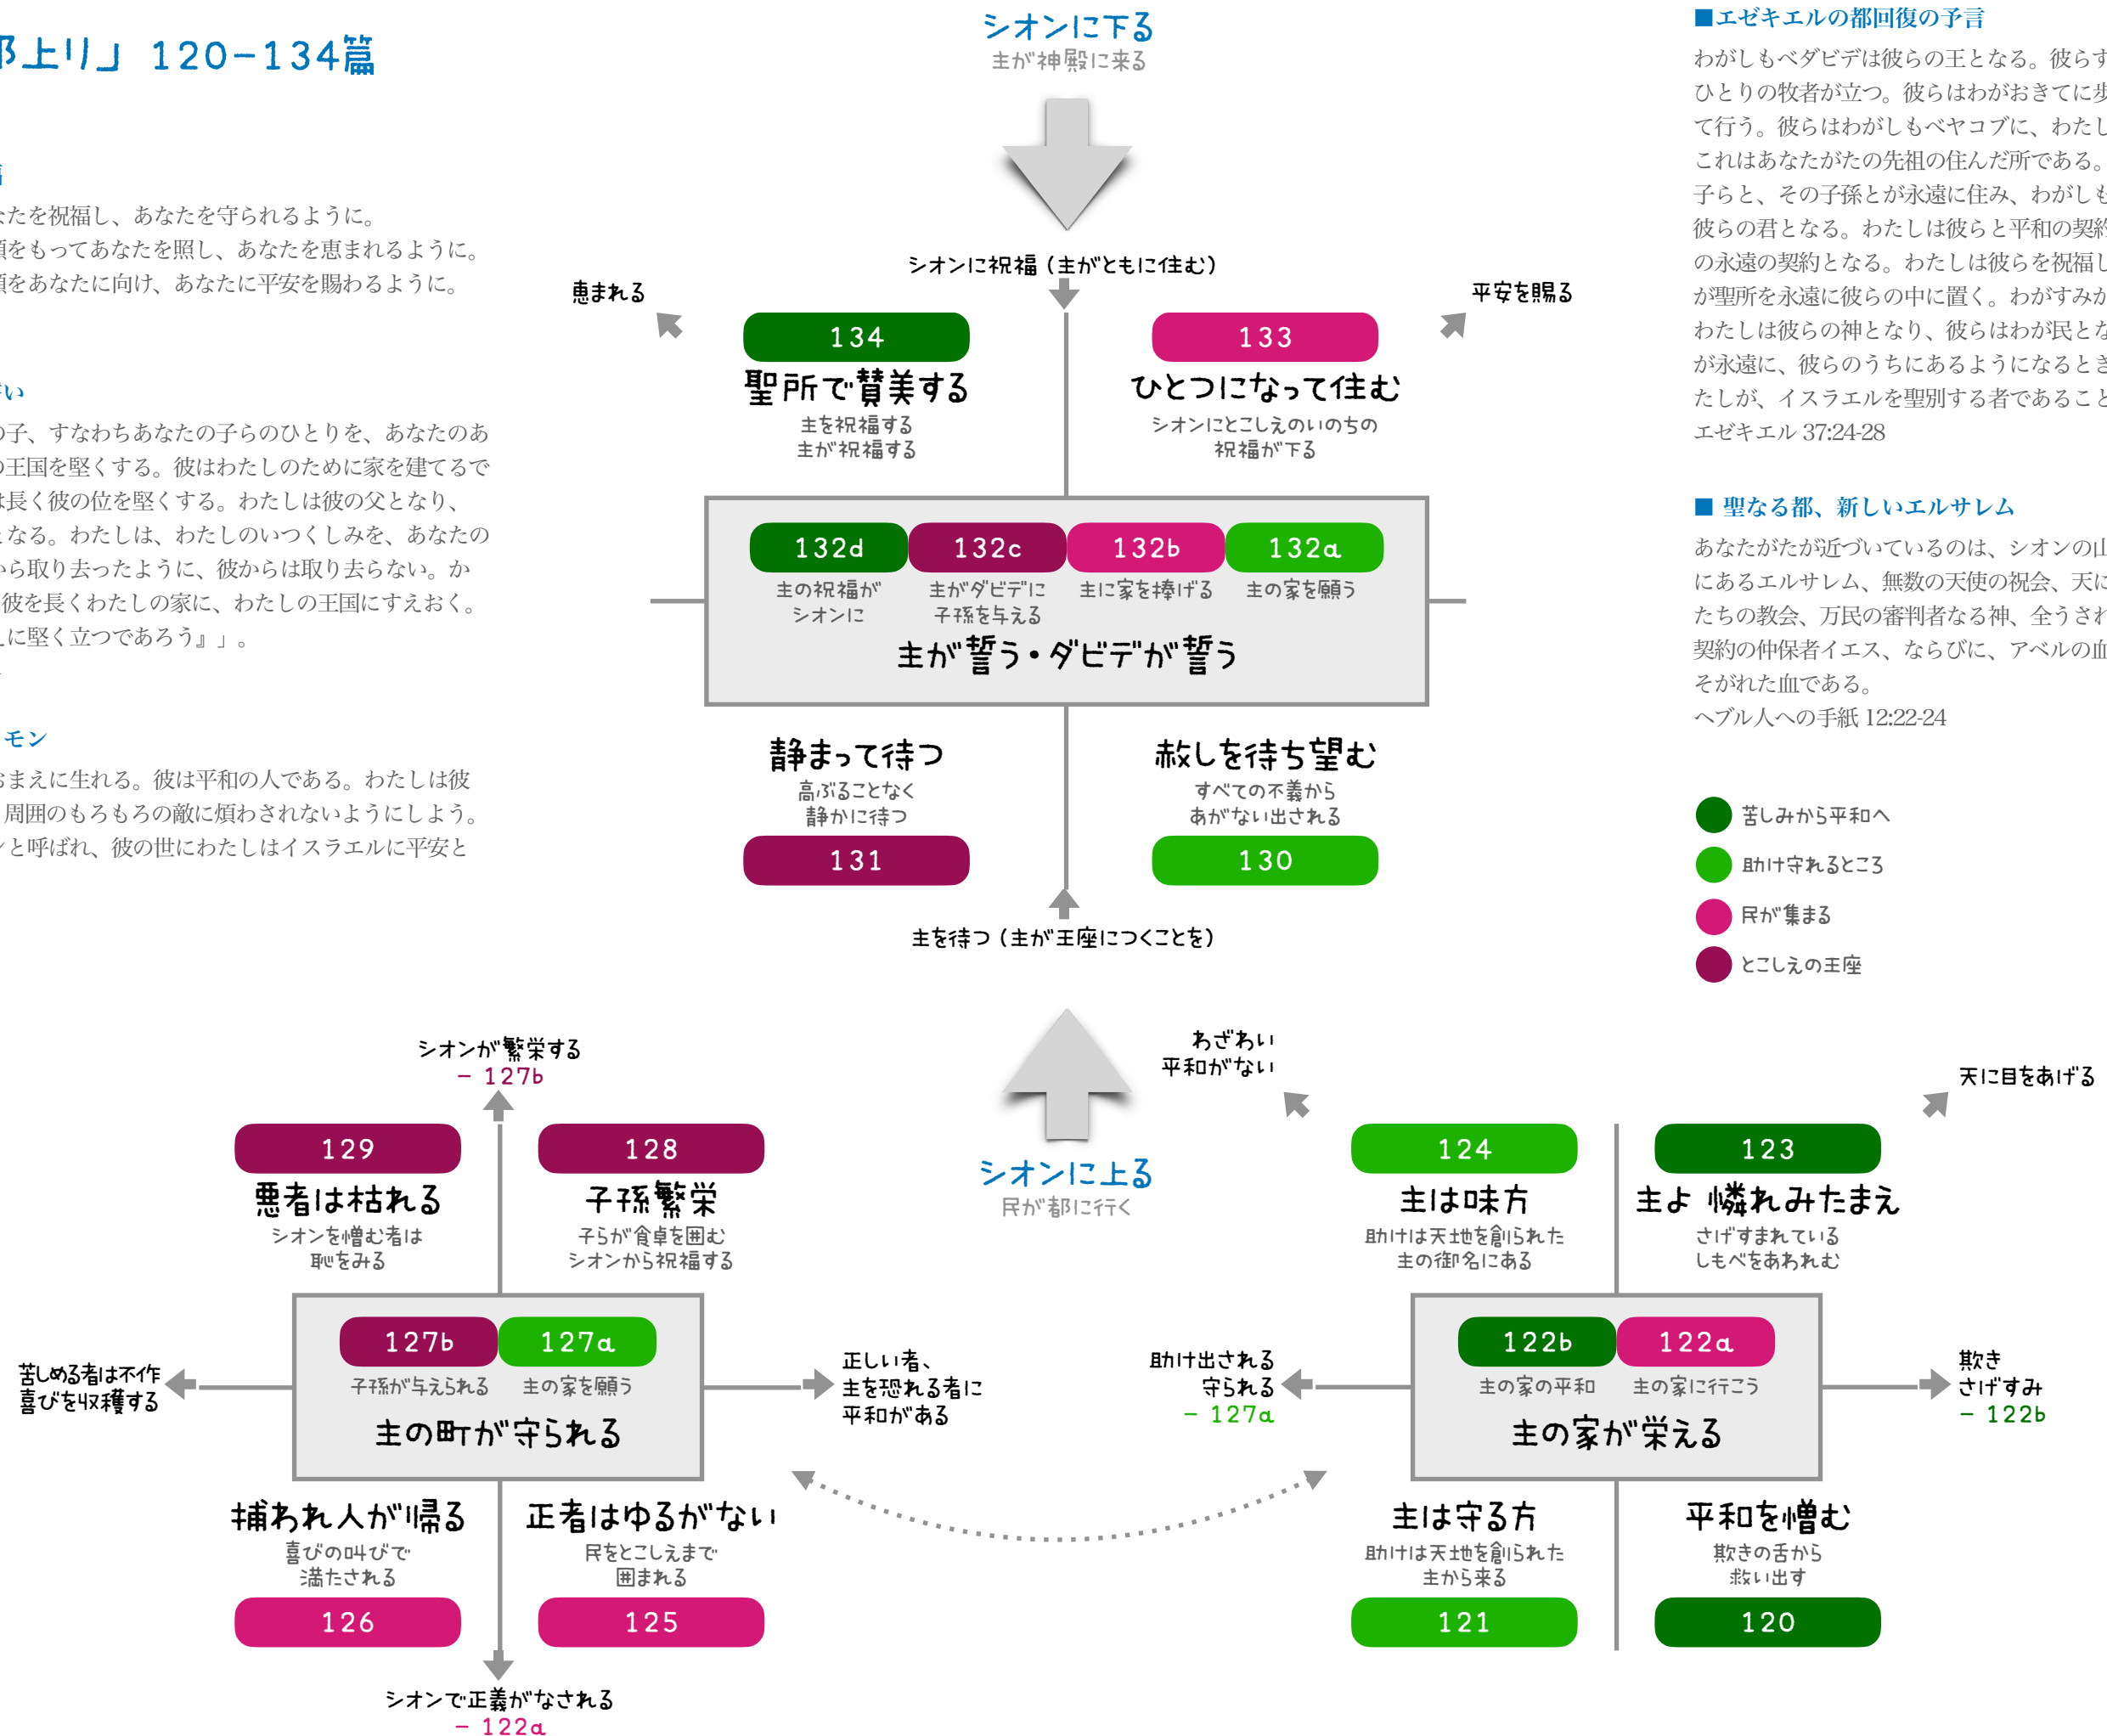 都上り」 120−134篇
なたを祝福し、あなたを守られるように。
顔をもってあなたを照し、あなたを恵まれるように。
顔をあなたに向け、あなたに平安を賜わるように。
の子、すなわちあなたの子らのひとりを、あなたのあ
の王国を堅くする。彼はわたしのために家を建てるで
は長く彼の位を堅くする。わたしは彼の父となり、
となる。わたしは、わたしのいつくしみを、あなたの
から取り去ったように、彼からは取り去らない。か
彼を長くわたしの家に、わたしの王国にすえおく。
えに堅く立つであろう』」。
モン
おまえに生れる。彼は平和の人である。わたしは彼
周囲のもろもろの敵に煩わされないようにしよう。
ンと呼ばれ、彼の世にわたしはイスラエルに平安と
シオンに下る
主が神殿に来る
シオンに祝福(主がともに住む)
恵まれる
平安を賜る
134
聖所で賛美する
主を祝福する
主が祝福する
133
ひとつになって住む
シオンにとこしえのいのちの
祝福が下る
132d
132c
132b
132a
主の祝福が
シオンに
主がダビデに
子孫を与える
主に家を捧げる
主の家を願う
主が誓う・ダビデが誓う
静まって待つ
高ぶることなく
静かに待つ
131
赦しを待ち望む
すべての不義から
あがない出される
130
主を待つ(主が王座につくことを)
シオンに上る
民が都に行く
■エゼキエルの都回復の予言
わがしもベダビデは彼らの王となる。彼らす
ひとりの牧者が立つ。彼らはわがおきてに歩
て行う。彼らはわがしもベヤコブに、わたし
これはあなたがたの先祖の住んだ所である。
子らと、その子孫とが永遠に住み、わがしも
彼らの君となる。わたしは彼らと平和の契約
の永遠の契約となる。わたしは彼らを祝福し
が聖所を永遠に彼らの中に置く。わがすみか
わたしは彼らの神となり、彼らはわが民とな
が永遠に、彼らのうちにあるようになるとき
たしが、イスラエルを聖別する者であること
エゼキエル 37:24-28
■ 聖なる都、新しいエルサレム
あなたがたが近づいているのは、シオンの山
にあるエルサレム、無数の天使の祝会、天に
たちの教会、万民の審判者なる神、全うされ
契約の仲保者イエス、ならびに、アベルの血
そがれた血である。
ヘブル人への手紙 12:22-24
苦しみから平和へ
助け守れるところ
民が集まる
とこしえの王座
シオンが繁栄する
− 127b
129
悪者は枯れる
シオンを憎む者は
恥をみる
128
子孫繁栄
子らが食卓を囲む
シオンから祝福する
苦しめる者は不作
喜びを収穫する
127b
127a
子孫が与えられる
主の家を願う
主の町が守られる
正しい者、
主を恐れる者に
平和がある
捕われ人が帰る
喜びの叫びで
満たされる
126
正者はゆるがない
民をとこしえまで
囲まれる
125
シオンで正義がなされる
− 122a
わざわい
平和がない
天に目をあげる
124
主は味方
助けは天地を創られた
主の御名にある
123
主よ 憐れみたまえ
さげすまれている
しもべをあわれむ
助け出される
守られる
− 127a
122b
122a
主の家の平和
主の家に行こう
主の家が栄える
欺き
さげすみ
− 122b
主は守る方
助けは天地を創られた
主から来る
121
平和を憎む
欺きの舌から
救い出す
120